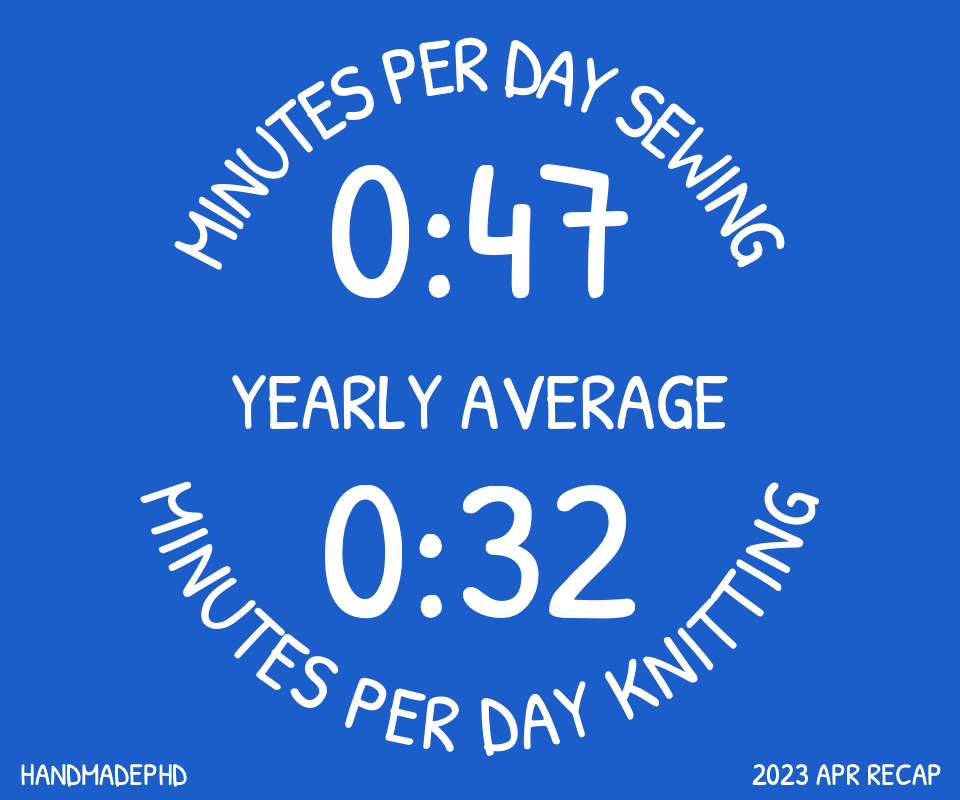 MINUTES PER DAY SEWING
0:47
YEARLY AVERAGE
0:32
MINUTES PER DAY KNITTING
HANDMADEPHD
2023 APR RECAP